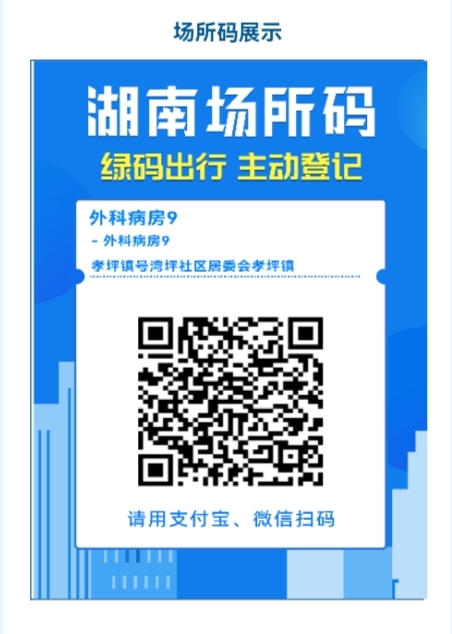 场所码展示
湖南场所码
绿码出行 主动登记
外科病房9
- 外科病房9
孝坪镇号湾坪社区居委会孝坪镇
请用支付宝、微信扫码